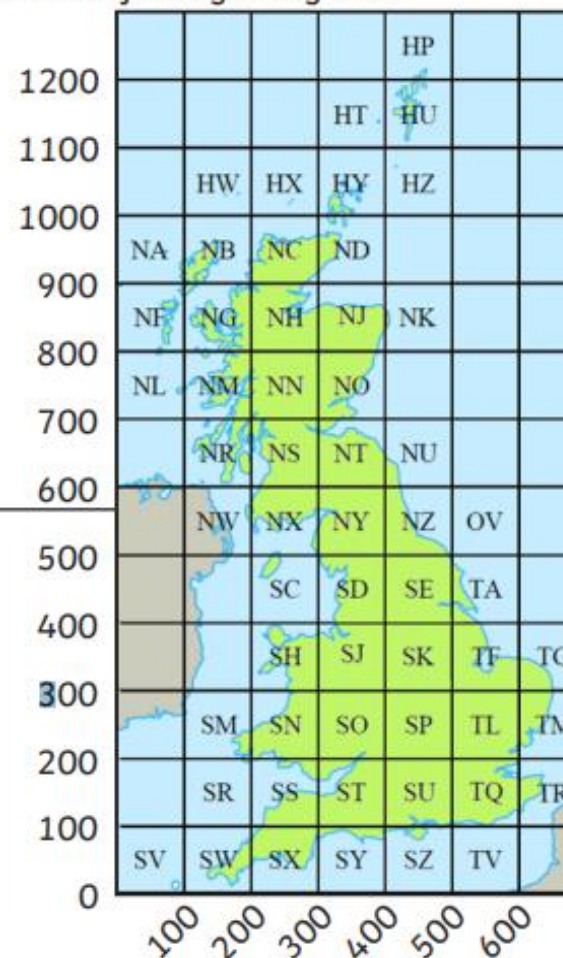 HP
1200
HT HU
1100
HW HX HY HZ
1000
NA NB NC ND
900
NF NG NH NJ NK
800
NL NM NN NO
700
NR NS NT NU
600
NW NX NY NZ OV
500
SC SD SE TA
400
SH SJ SK TF
300
SM SN SO SP TL TM
200
SR SS ST SU TQ TR
100
SV SW SX SY SZ TV
0
100 200 300 400 500 600